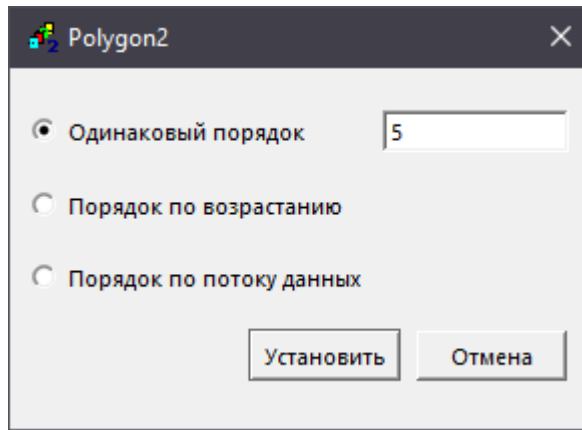 Polygon2
Одинаковый порядок 5
Порядок по возрастанию
Порядок по потоку данных
Установить Отмена